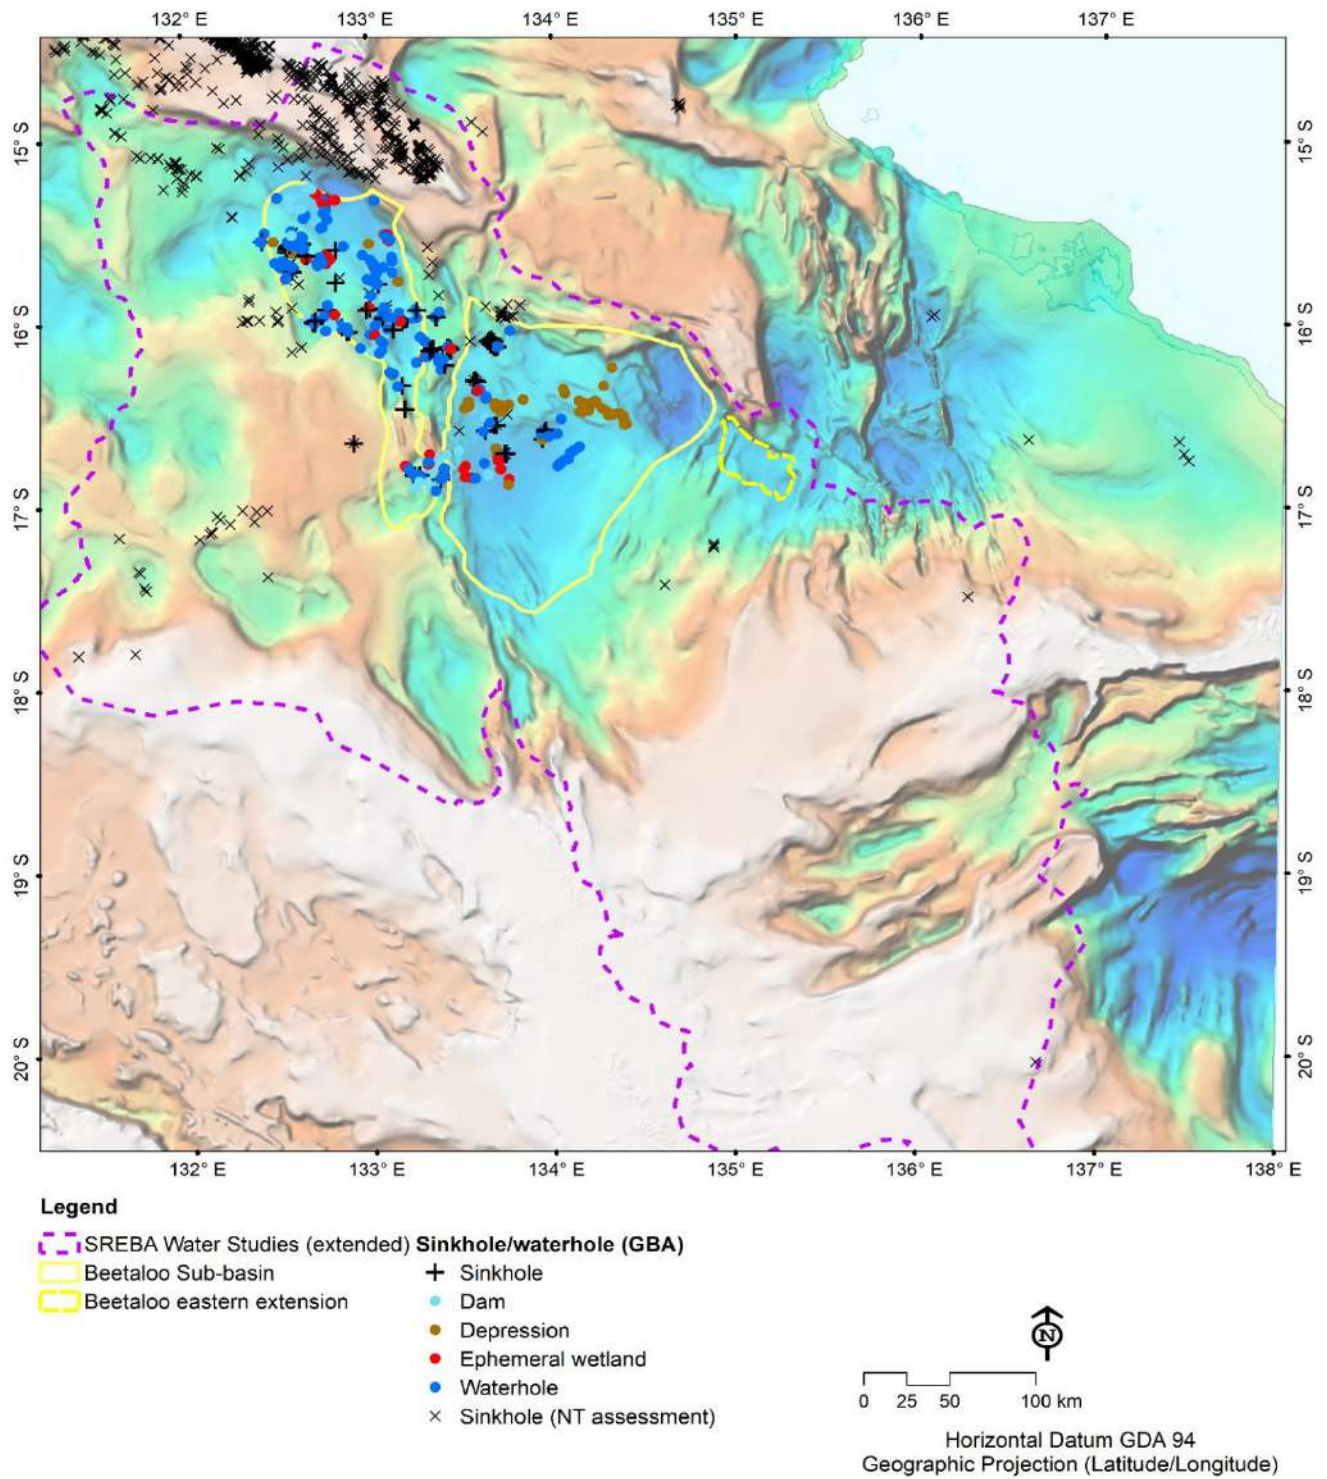 132° E 133° E 134° E 135° E 136° E 137° E
15° S 15° S
16° S 16° S
17° S 17° S
18° S 18° S
19° S 19° S
20° S 20° S
132° E 133° E 134° E 135° E 136° E 137° E 138° E
Legend
SREBA Water Studies (extended) Sinkhole/waterhole (GBA)
Beetaloo Sub-basin Sinkhole
Beetaloo eastern extension Dam
Depression
Ephemeral wetland
Waterhole
Sinkhole (NT assessment)
N
0 25 50 100 km
Horizontal Datum GDA 94
Geographic Projection (Latitude/Longitude)